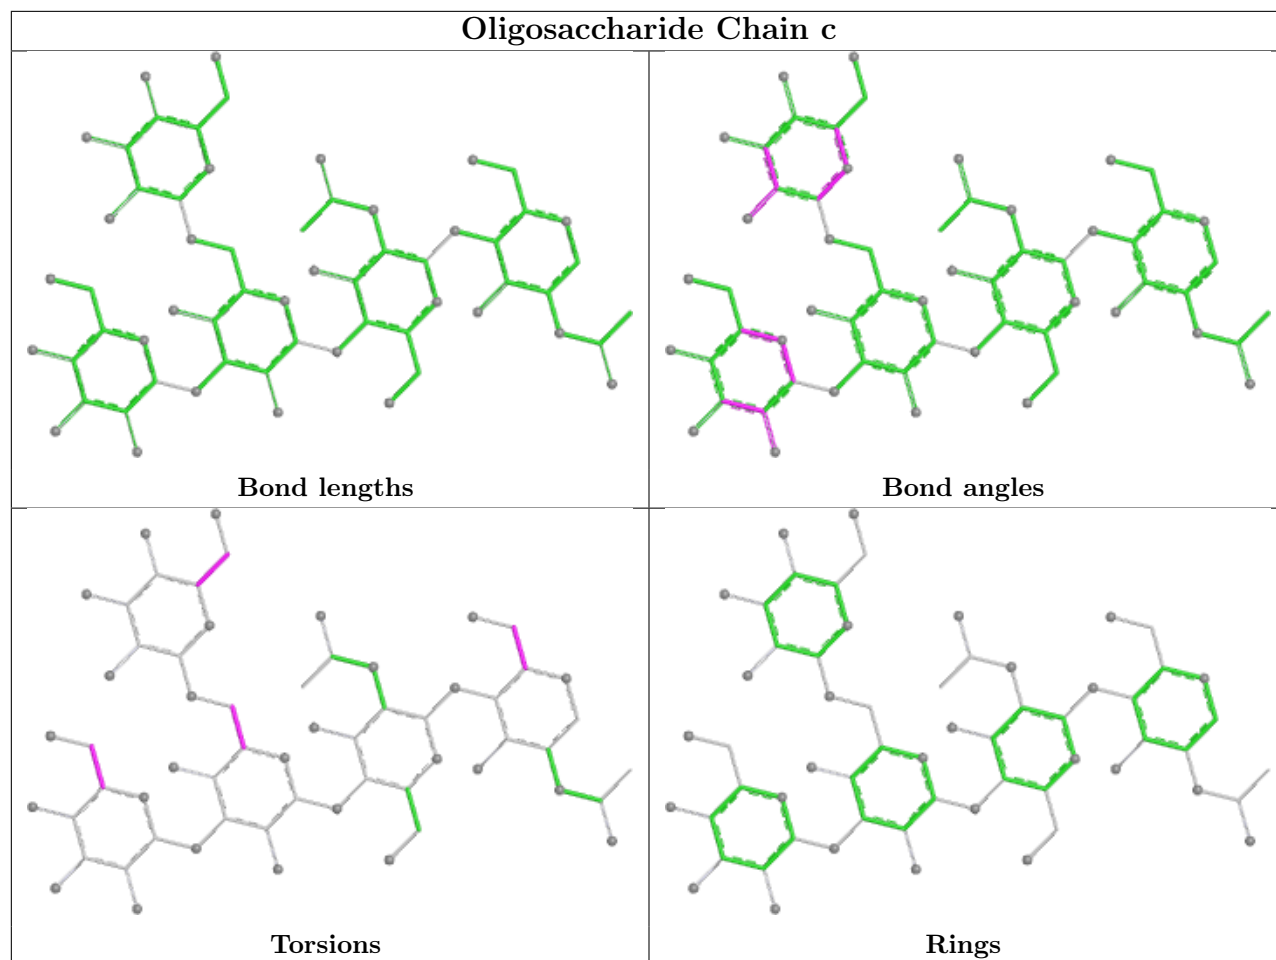 Oligosaccharide Chain c
Bond lengths
Bond angles
Torsions
Rings